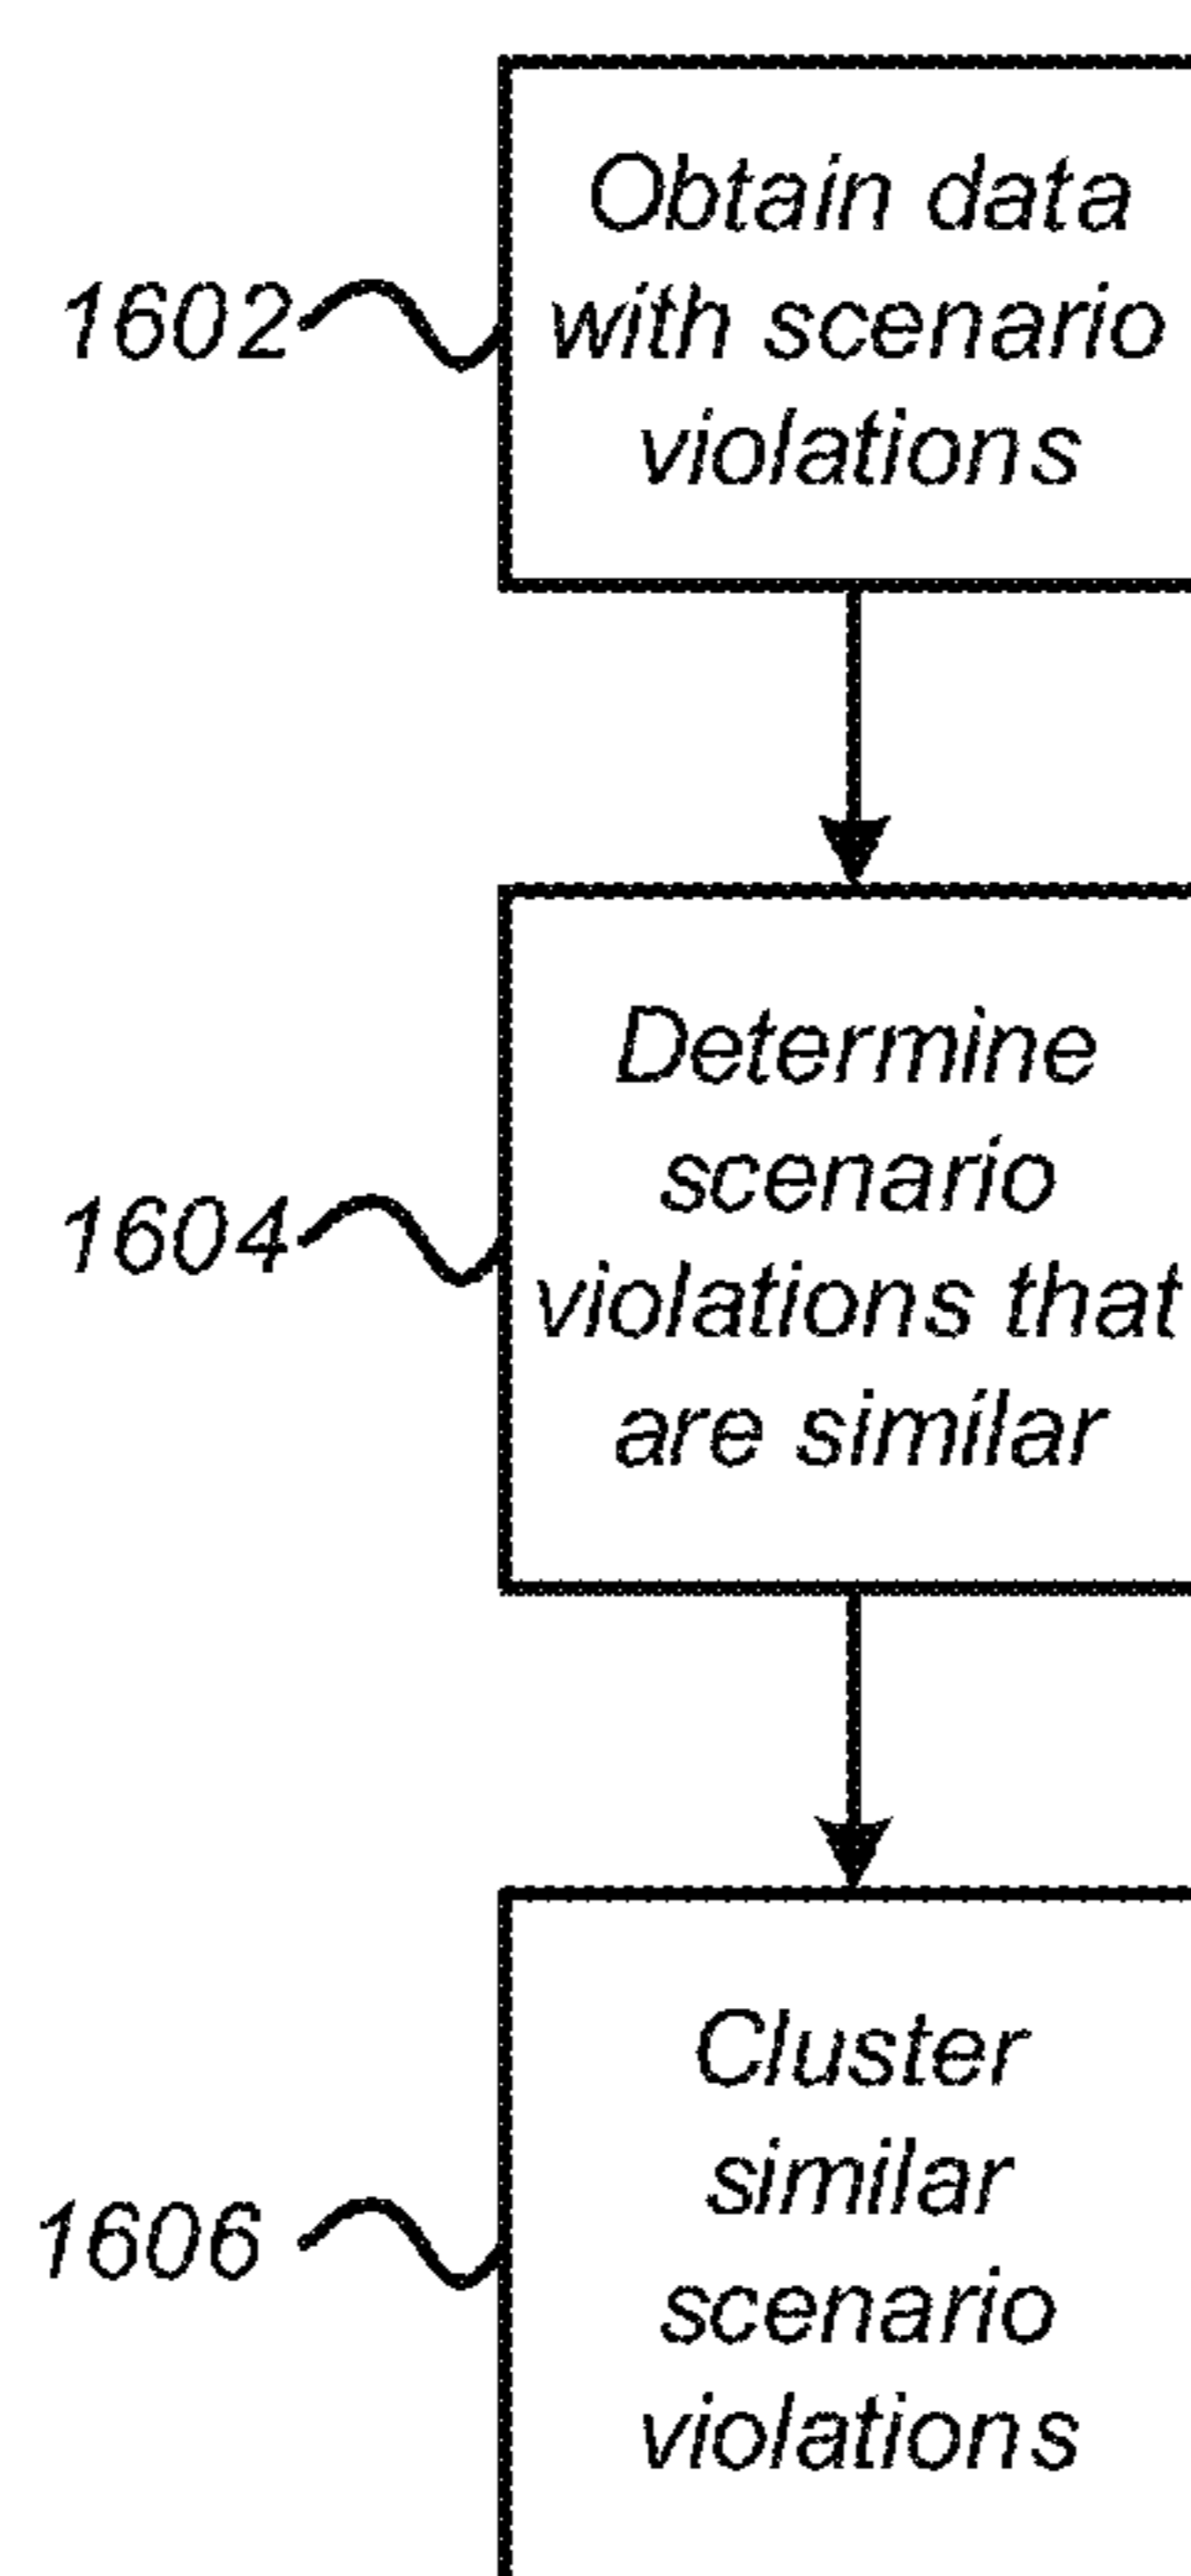 Obtain data
1602 with scenario
violations
Determine
scenario
1604 violations that
are similar
Cluster
similar
1606 scenario
violations